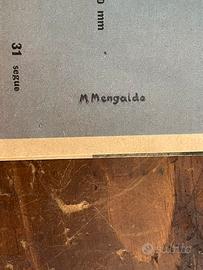 0 mm
31 segue
M Mengaldo
subito